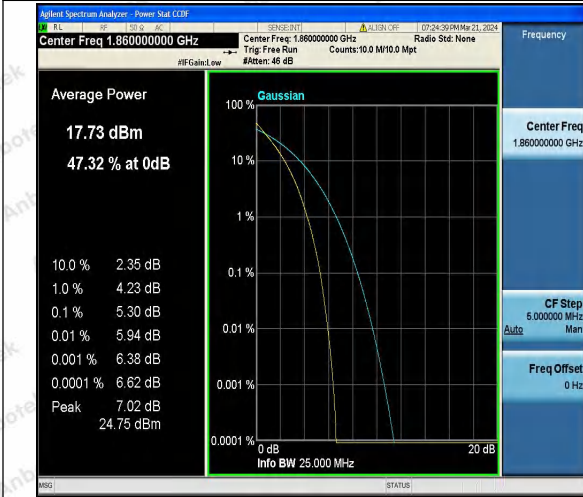 Agilent Spectrum Analyzer - Power Stat CCDF
RL RF 50 Ω AC SENSE:INT ALIGN OFF 07:24:39 PM Mar 21, 2024
Center Freq 1.860000000 GHz
Center Freq: 1.860000000 GHz Radio Std: None
Trig: Free Run Counts:10.0 M/10.0 Mpt
#IFGain:Low #Atten: 46 dB
Frequency
Average Power
17.73 dBm
47.32 % at 0dB
10.0 % 2.35 dB
1.0 % 4.23 dB
0.1 % 5.30 dB
0.01 % 5.94 dB
0.001 % 6.38 dB
0.0001 % 6.62 dB
Peak 7.02 dB
24.75 dBm
Gaussian
100 %
10 %
1 %
0.1 %
0.01 %
0.001 %
0.0001 %
0 dB 20 dB
Info BW 25.000 MHz
Center Freq
1.860000000 GHz
CF Step
5.000000 MHz
Auto Man
Freq Offset
0 Hz
MSG STATUS